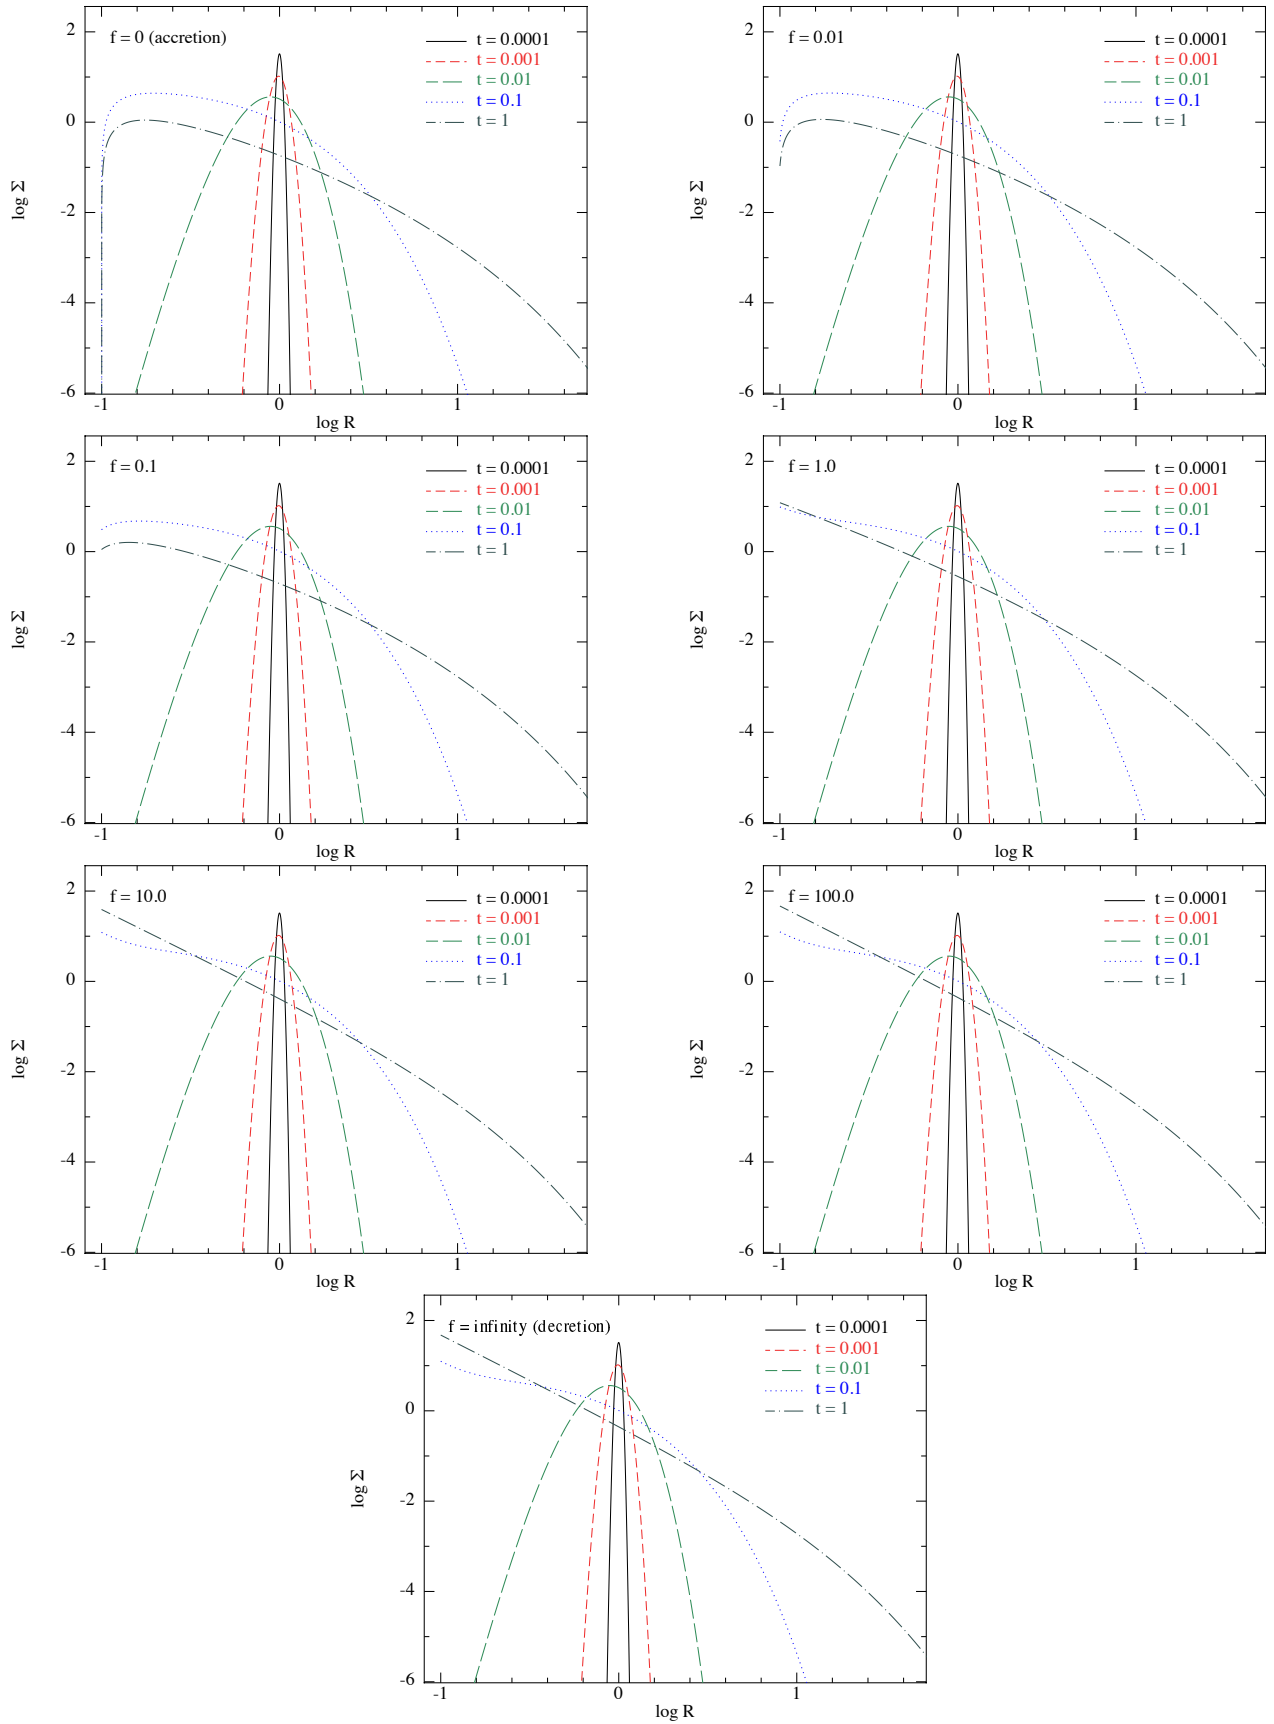 f = 0 (accretion)
t = 0.0001
t = 0.001
t = 0.01
t = 0.1
t = 1
2
0
-2
-4
-6
log Σ
-1 0 1
log R
f = 0.01
t = 0.0001
t = 0.001
t = 0.01
t = 0.1
t = 1
2
0
-2
-4
-6
log Σ
-1 0 1
log R
f = 0.1
t = 0.0001
t = 0.001
t = 0.01
t = 0.1
t = 1
2
0
-2
-4
-6
log Σ
-1 0 1
log R
f = 1.0
t = 0.0001
t = 0.001
t = 0.01
t = 0.1
t = 1
2
0
-2
-4
-6
log Σ
-1 0 1
log R
f = 10.0
t = 0.0001
t = 0.001
t = 0.01
t = 0.1
t = 1
2
0
-2
-4
-6
log Σ
-1 0 1
log R
f = 100.0
t = 0.0001
t = 0.001
t = 0.01
t = 0.1
t = 1
2
0
-2
-4
-6
log Σ
-1 0 1
log R
f = infinity (decretion)
t = 0.0001
t = 0.001
t = 0.01
t = 0.1
t = 1
2
0
-2
-4
-6
log Σ
-1 0 1
log R